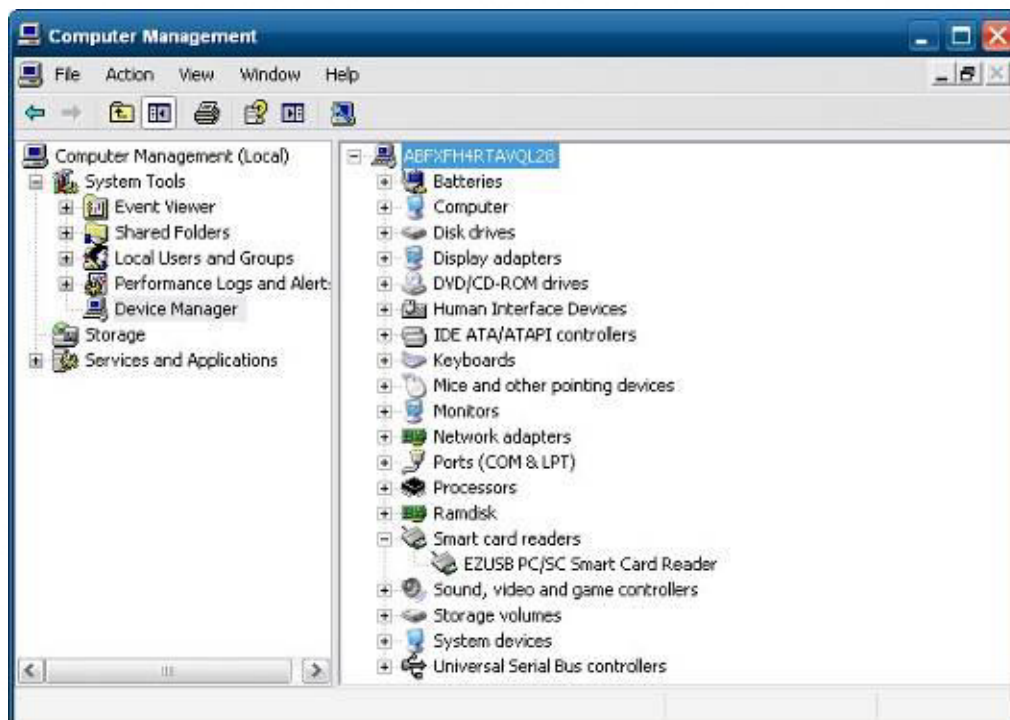 Computer Management
File Action View Window Help
Computer Management (Local)
System Tools
Event Viewer
Shared Folders
Local Users and Groups
Performance Logs and Alert
Device Manager
Storage
Services and Applications
ABFXFH4RTAVQL28
Batteries
Computer
Disk drives
Display adapters
DVD/CD-ROM drives
Human Interface Devices
IDE ATA/ATAPI controllers
Keyboards
Mice and other pointing devices
Monitors
Network adapters
Ports (COM & LPT)
Processors
Ramdisk
Smart card readers
EZUSB PC/SC Smart Card Reader
Sound, video and game controllers
Storage volumes
System devices
Universal Serial Bus controllers